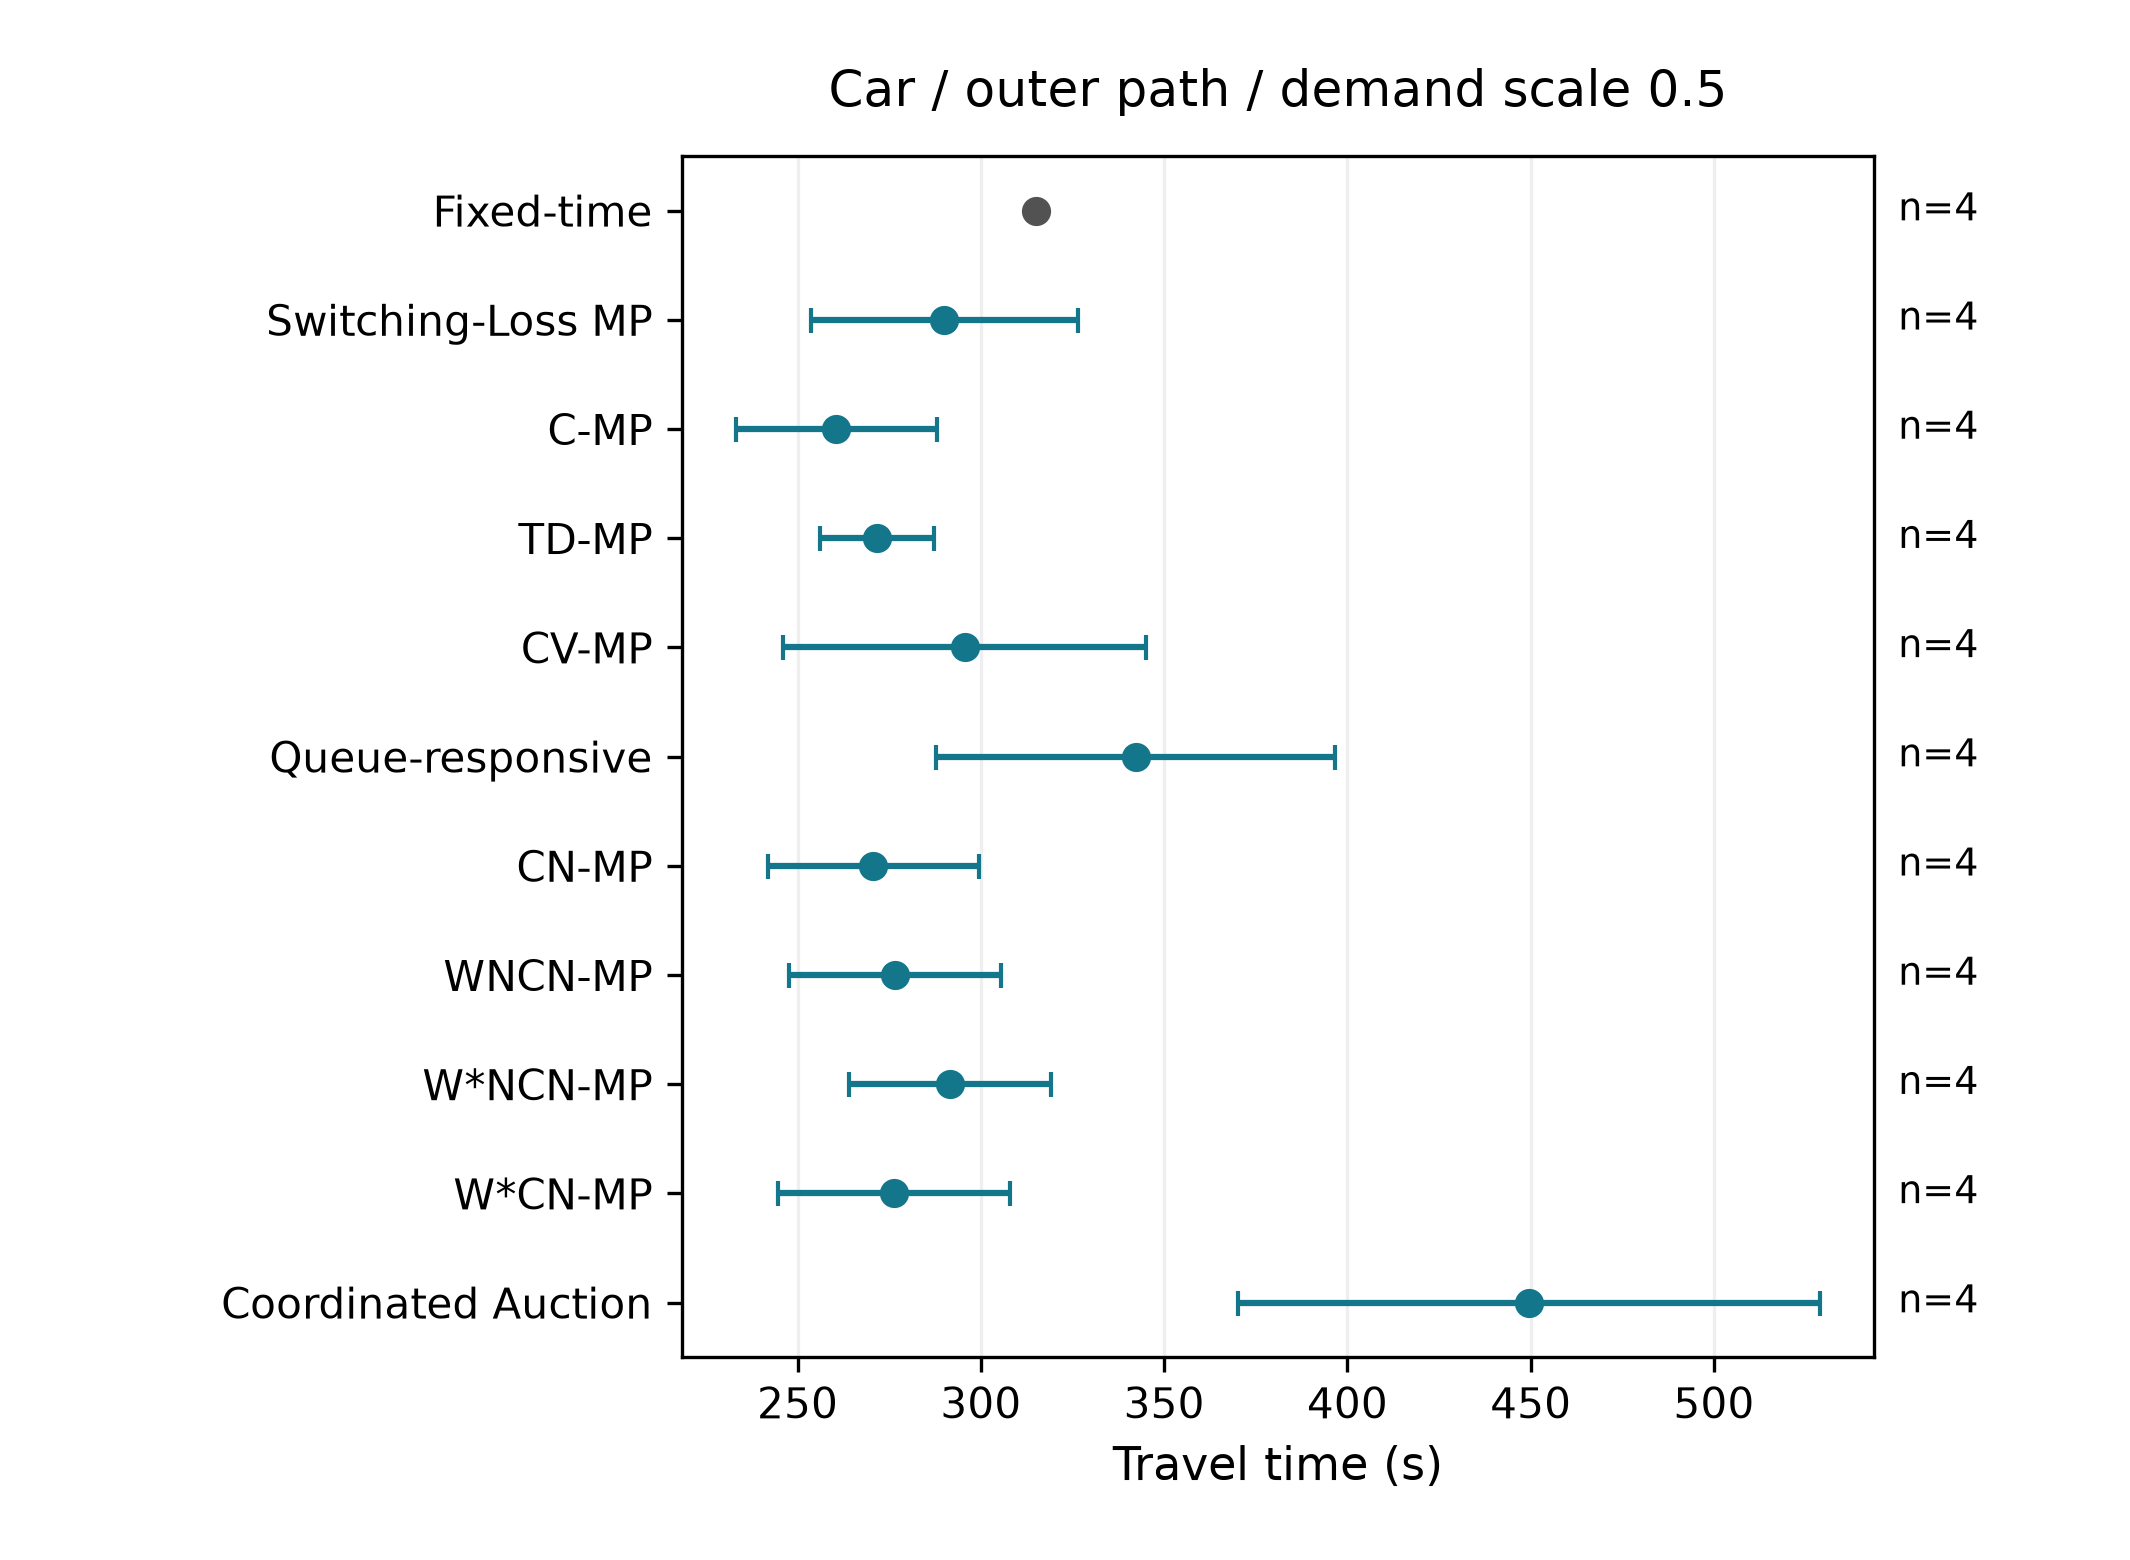 Car / outer path / demand scale 0.5
Fixed-time n=4
Switching-Loss MP n=4
C-MP n=4
TD-MP n=4
CV-MP n=4
Queue-responsive n=4
CN-MP n=4
WNCN-MP n=4
W*NCN-MP n=4
W*CN-MP n=4
Coordinated Auction n=4
250 300 350 400 450 500
Travel time (s)